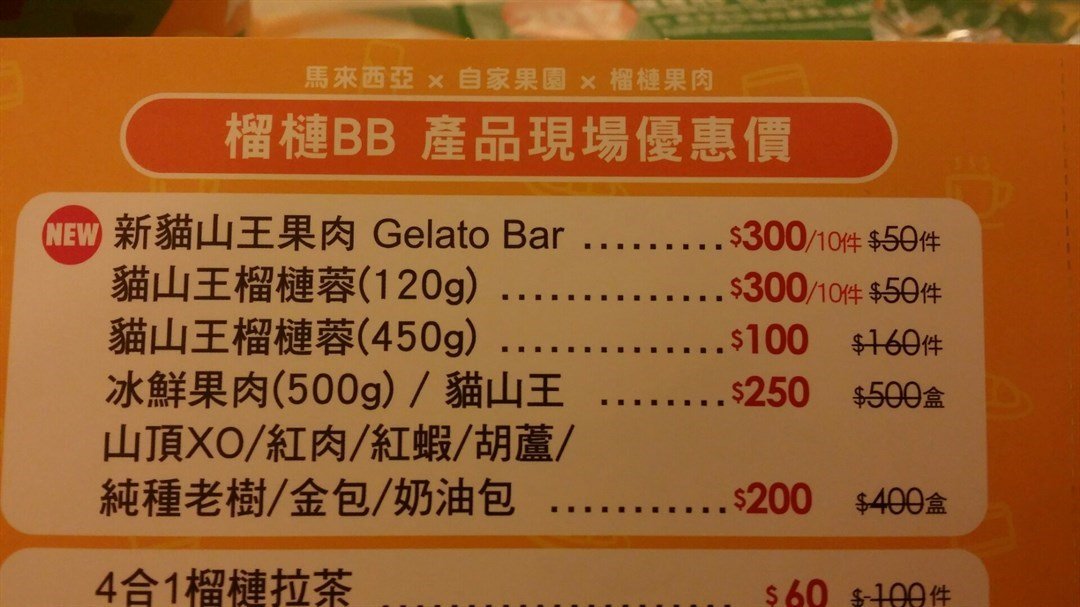 馬來西亞 × 自家果園 × 榴槤果肉
榴槤BB 產品現場優惠價
NEW 新貓山王果肉 Gelato Bar ......... $300/10件 $50件
貓山王榴槤蓉(120g) ............... $300/10件 $50件
貓山王榴槤蓉(450g) ............... $100 $160件
冰鮮果肉(500g) / 貓山王 ........ $250 $500盒
山頂XO/紅肉/紅蝦/胡蘆/
純種老樹/金包/奶油包 ............ $200 $400盒
4合1榴槤拉茶 ........................ $60 $100件